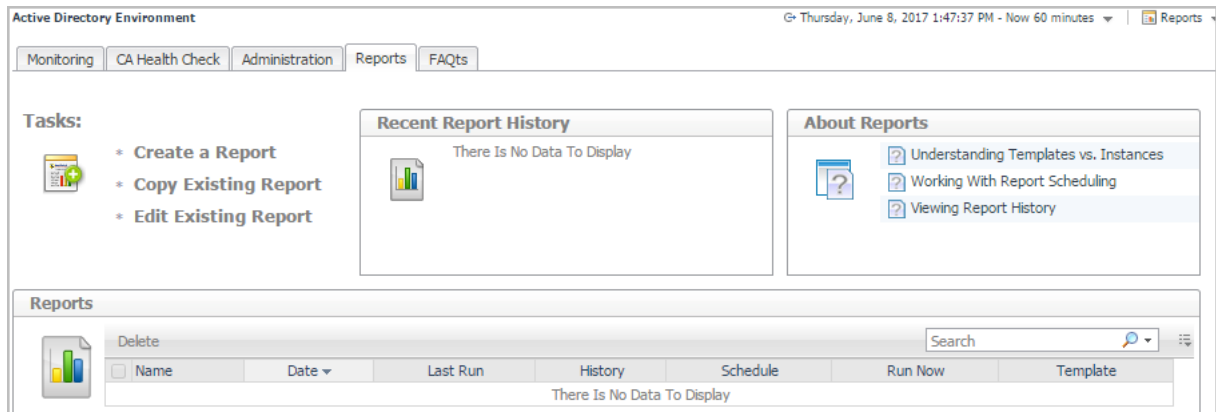 Active Directory Environment
Thursday, June 8, 2017 1:47:37 PM - Now 60 minutes
Reports
Monitoring
CA Health Check
Administration
Reports
FAQts
Tasks:
* Create a Report
* Copy Existing Report
* Edit Existing Report
Recent Report History
There Is No Data To Display
About Reports
Understanding Templates vs. Instances
Working With Report Scheduling
Viewing Report History
Reports
Delete
Search
Name Date Last Run History Schedule Run Now Template
There Is No Data To Display